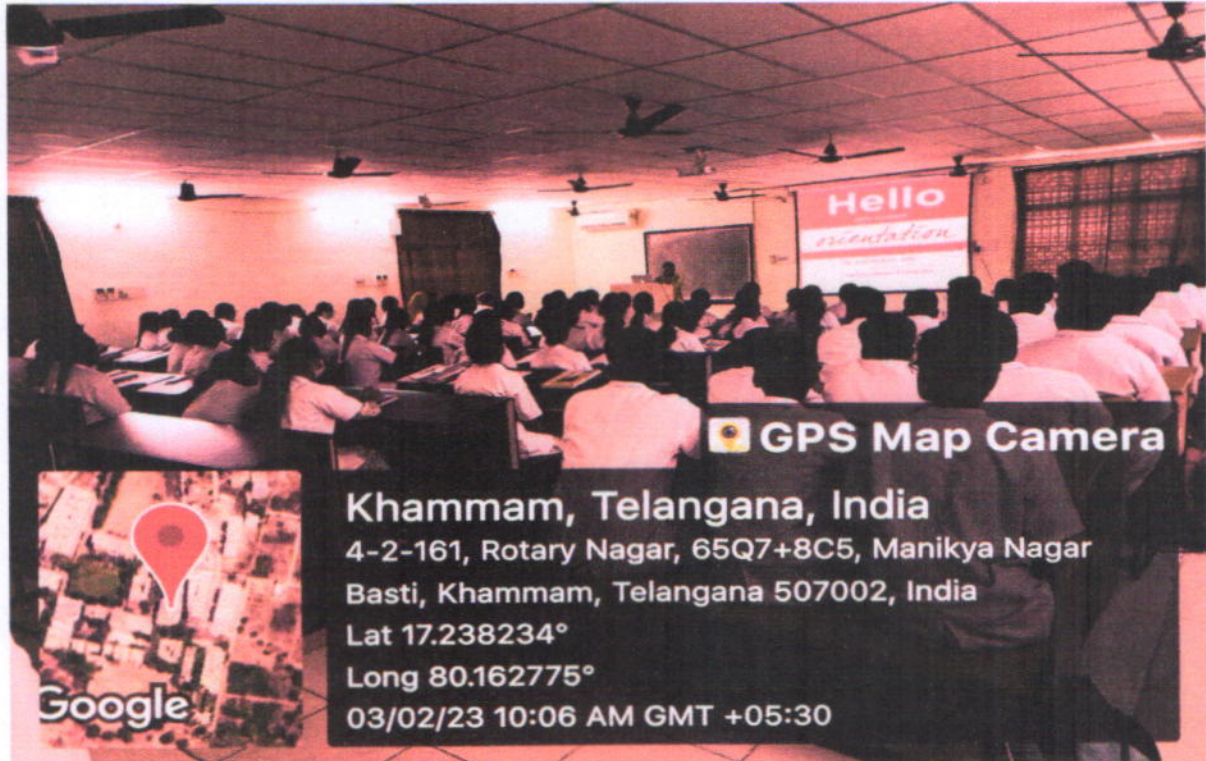 Hello
orientation
GPS Map Camera
Khammam, Telangana, India
4-2-161, Rotary Nagar, 65Q7+8C5, Manikya Nagar
Basti, Khammam, Telangana 507002, India
Lat 17.238234°
Long 80.162775°
03/02/23 10:06 AM GMT +05:30
Google